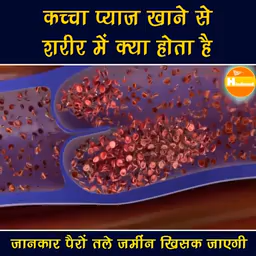 कच्चा प्याज खाने से
शरीर में क्या होता है
जानकार पैरों तले जमींन खिसक जाएगी